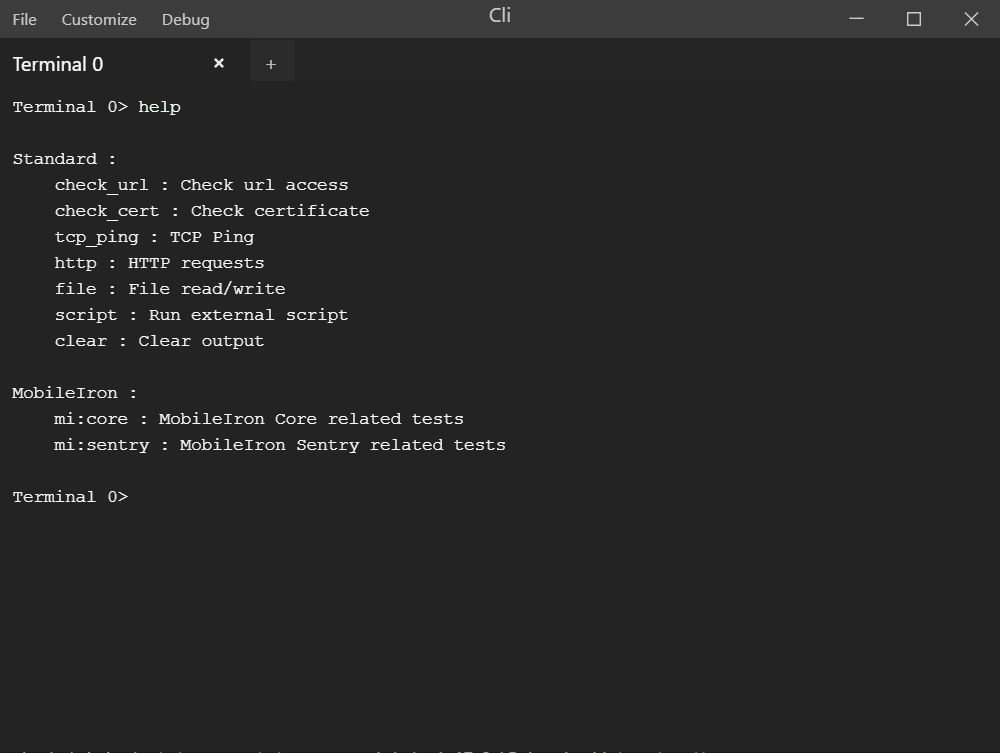 Cli
File Customize Debug
Terminal 0 × +
Terminal 0> help
Standard :
check_url : Check url access
check_cert : Check certificate
tcp_ping : TCP Ping
http : HTTP requests
file : File read/write
script : Run external script
clear : Clear output
MobileIron :
mi:core : MobileIron Core related tests
mi:sentry : MobileIron Sentry related tests
Terminal 0>